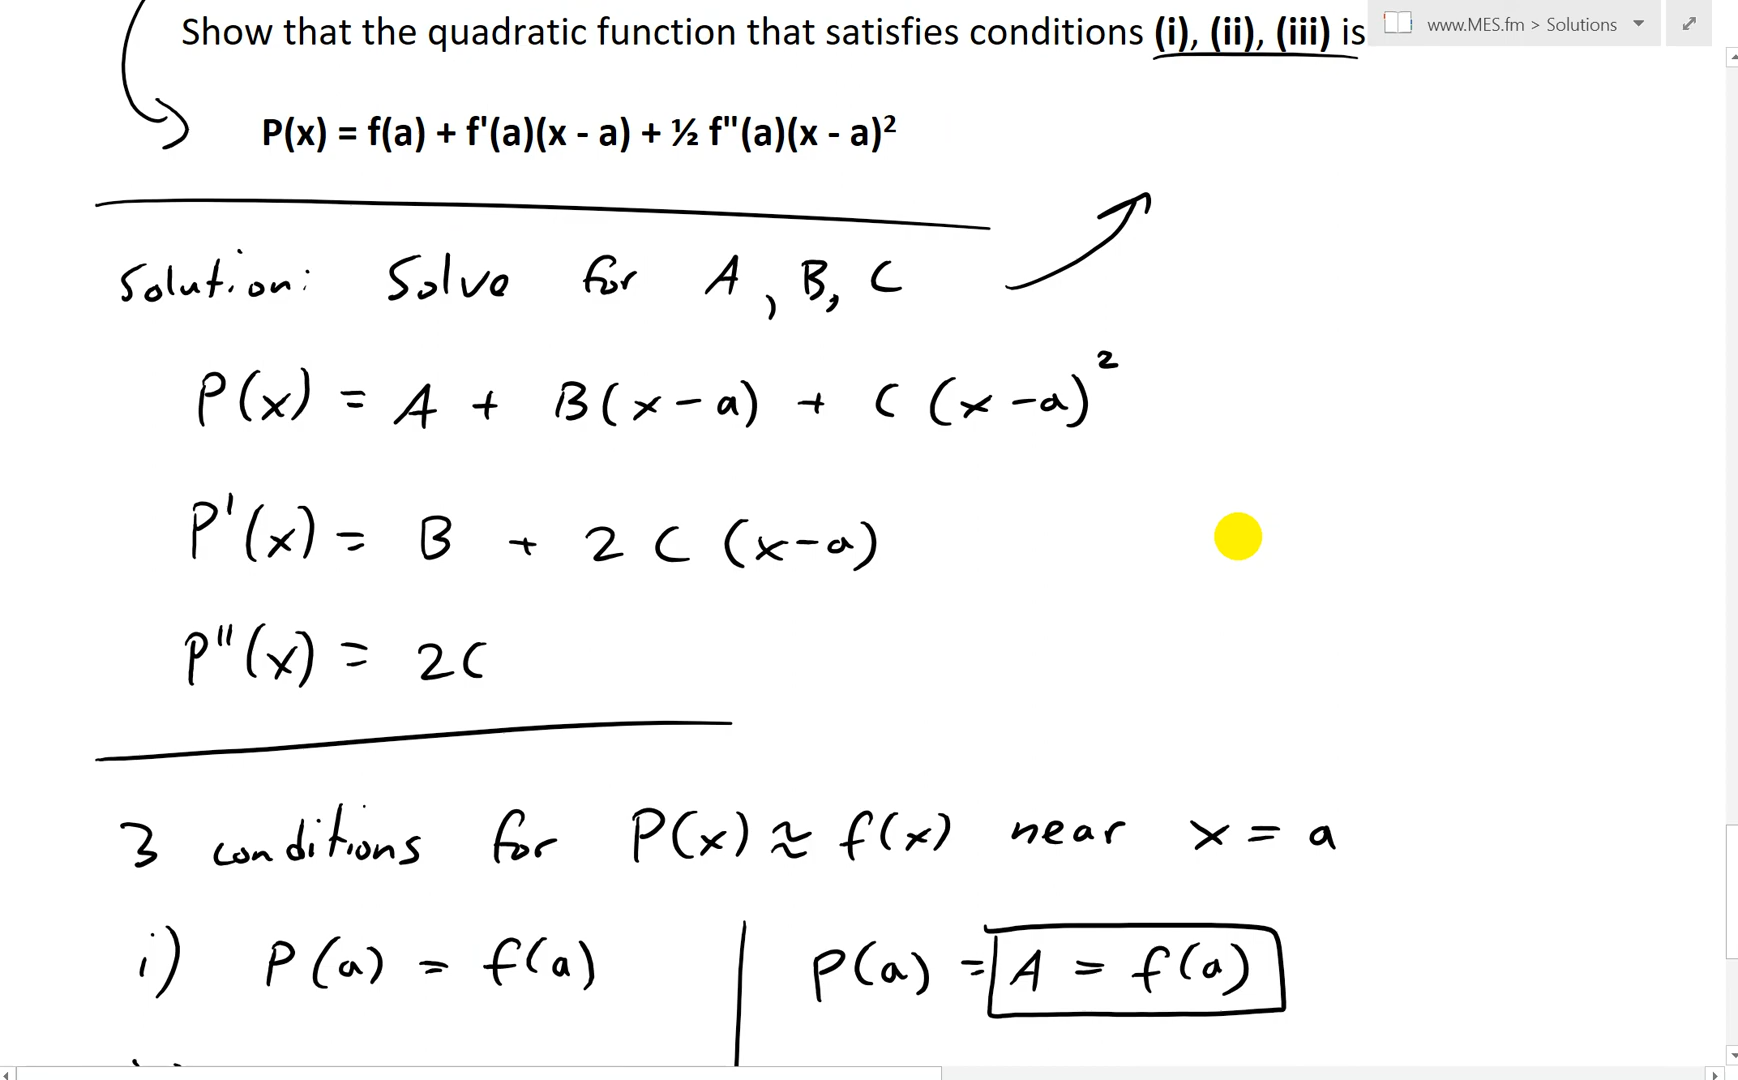 Show that the quadratic function that satisfies conditions (i), (ii), (iii) is
www.MES.fm > Solutions
P(x) = f(a) + f'(a)(x - a) + ½ f"(a)(x - a)²
Solution: Solve for A, B, C
P(x) = A + B(x-a) + C(x-a)²
P'(x) = B + 2C(x-a)
P"(x) = 2C
3 conditions for P(x) ≈ f(x) near x = a
i) P(a) = f(a) P(a) = A = f(a)